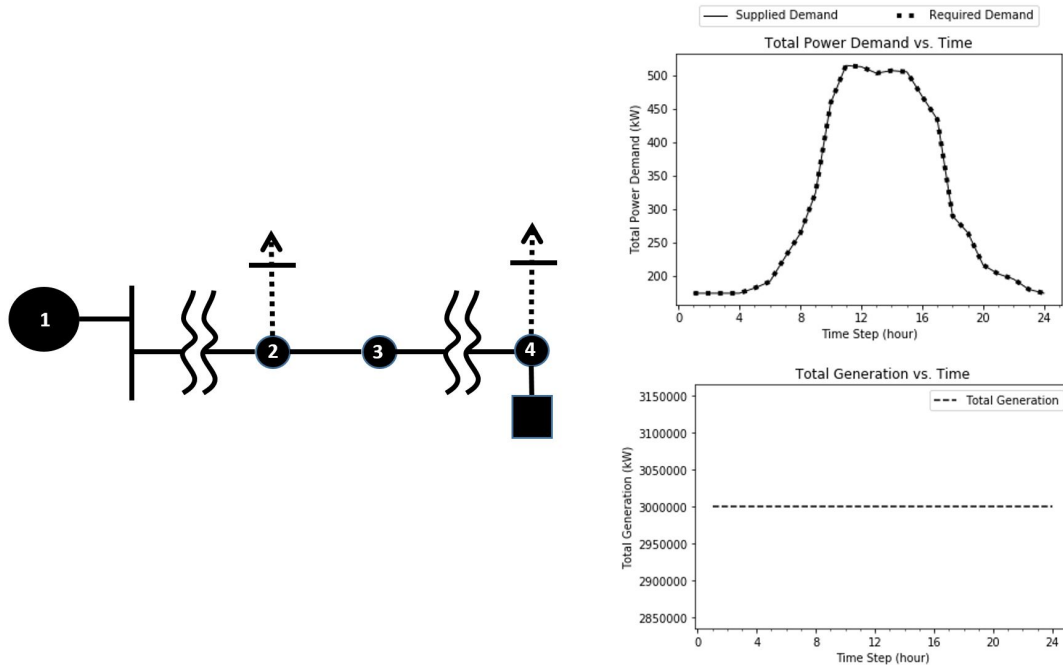 1
2
3
4
Supplied Demand Required Demand
Total Power Demand vs. Time
Total Power Demand (kW)
500
450
400
350
300
250
200
0 4 8 12 16 20 24
Time Step (hour)
Total Generation vs. Time
Total Generation
Total Generation (kW)
3150000
3100000
3050000
3000000
2950000
2900000
2850000
0 4 8 12 16 20 24
Time Step (hour)